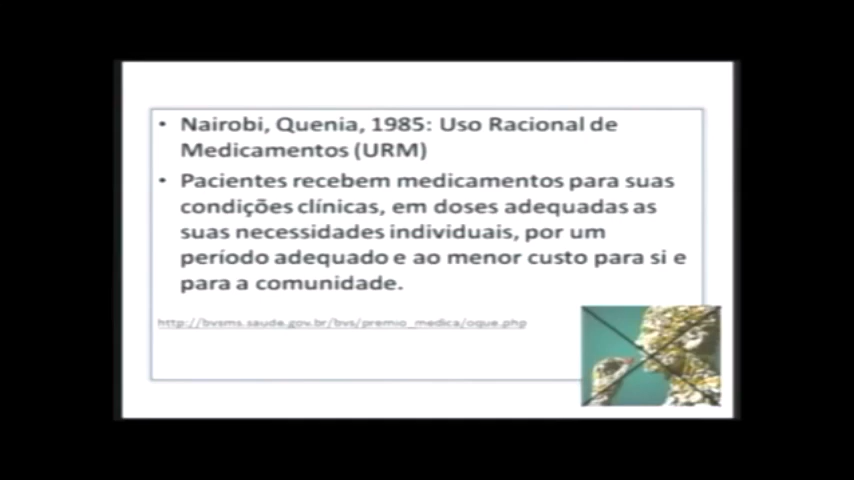 • Nairobi, Quenia, 1985: Uso Racional de
Medicamentos (URM)
• Pacientes recebem medicamentos para suas
condições clínicas, em doses adequadas as
suas necessidades individuais, por um
período adequado e ao menor custo para si e
para a comunidade.
http://bvsms.saude.gov.br/bvs/premio_medica/oque.php